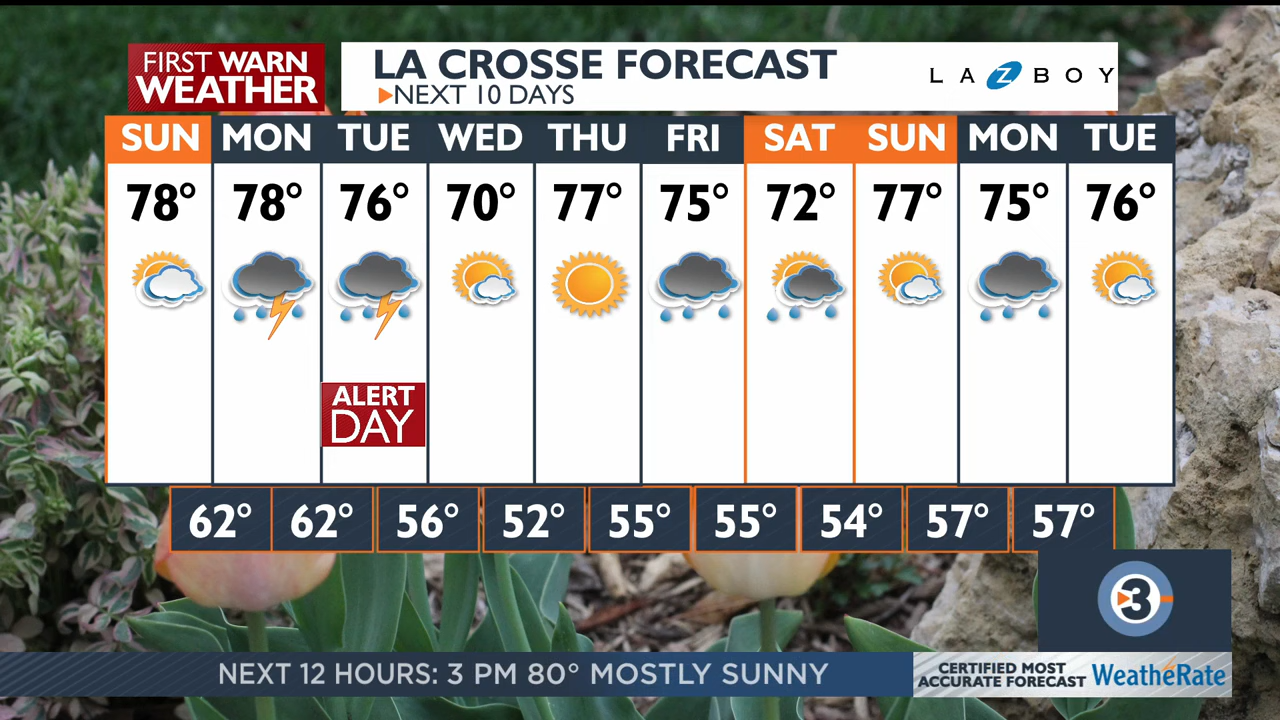 FIRST WARN
WEATHER
LA CROSSE FORECAST
NEXT 10 DAYS
LA Z BOY
SUN MON TUE WED THU FRI SAT SUN MON TUE
78° 78° 76° 70° 77° 75° 72° 77° 75° 76°
ALERT
DAY
62° 62° 56° 52° 55° 55° 54° 57° 57°
3
NEXT 12 HOURS: 3 PM 80° MOSTLY SUNNY
CERTIFIED MOST
ACCURATE FORECAST
WeatheRate